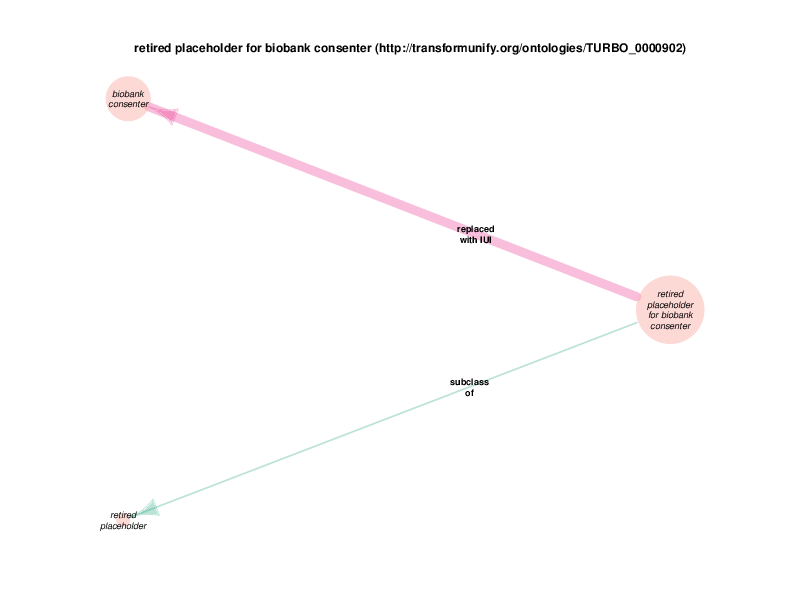 retired placeholder for biobank consenter (http://transformunify.org/ontologies/TURBO_0000902)
biobank
consenter
replaced
with IUI
retired
placeholder
for biobank
consenter
subclass
of
retired
placeholder